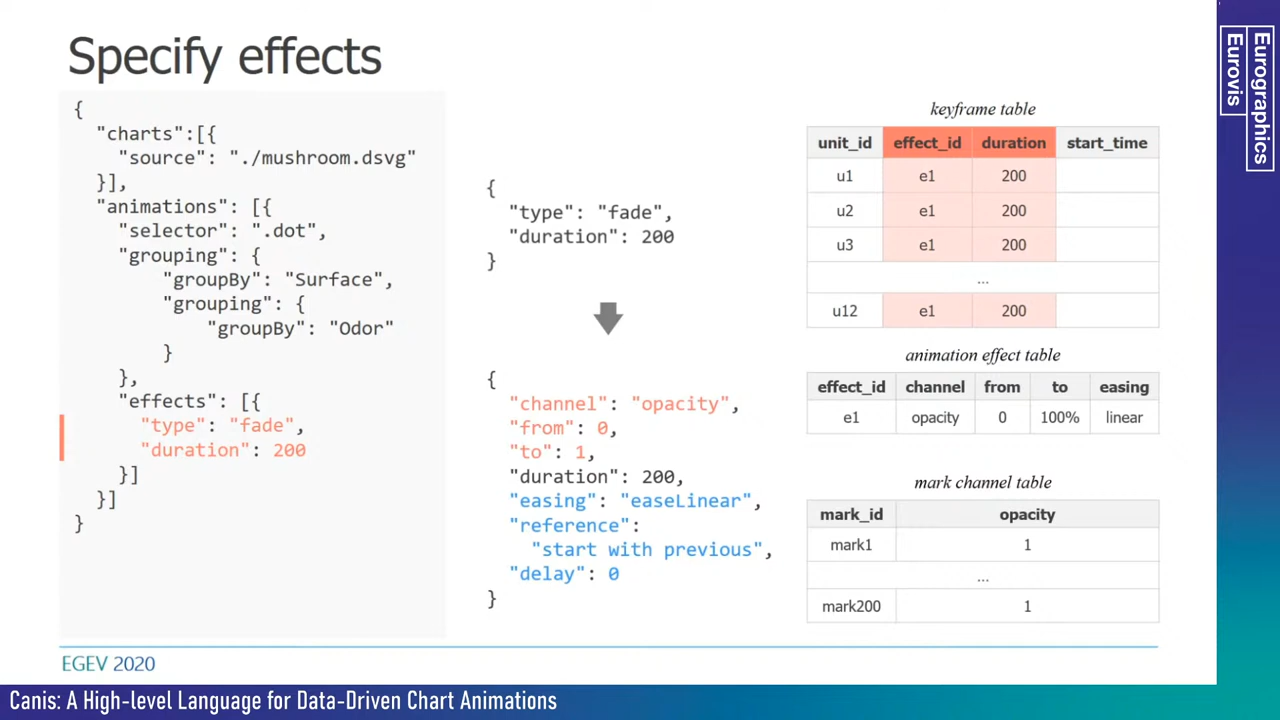 Specify effects
{
"charts":[{
"source": "./mushroom.dsvg"
}],
"animations": [{
"selector": ".dot",
"grouping": {
"groupBy": "Surface",
"grouping": {
"groupBy": "Odor"
}
},
"effects": [{
"type": "fade",
"duration": 200
}]
}]
}
{
"type": "fade",
"duration": 200
}
{
"channel": "opacity",
"from": 0,
"to": 1,
"duration": 200,
"easing": "easeLinear",
"reference":
"start with previous",
"delay": 0
}
keyframe table
unit_id effect_id duration start_time
u1 e1 200
u2 e1 200
u3 e1 200
...
u12 e1 200
animation effect table
effect_id channel from to easing
e1 opacity 0 100% linear
mark channel table
mark_id opacity
mark1 1
...
mark200 1
EGEV 2020
Canis: A High-level Language for Data-Driven Chart Animations
Eurographics
Eurovis